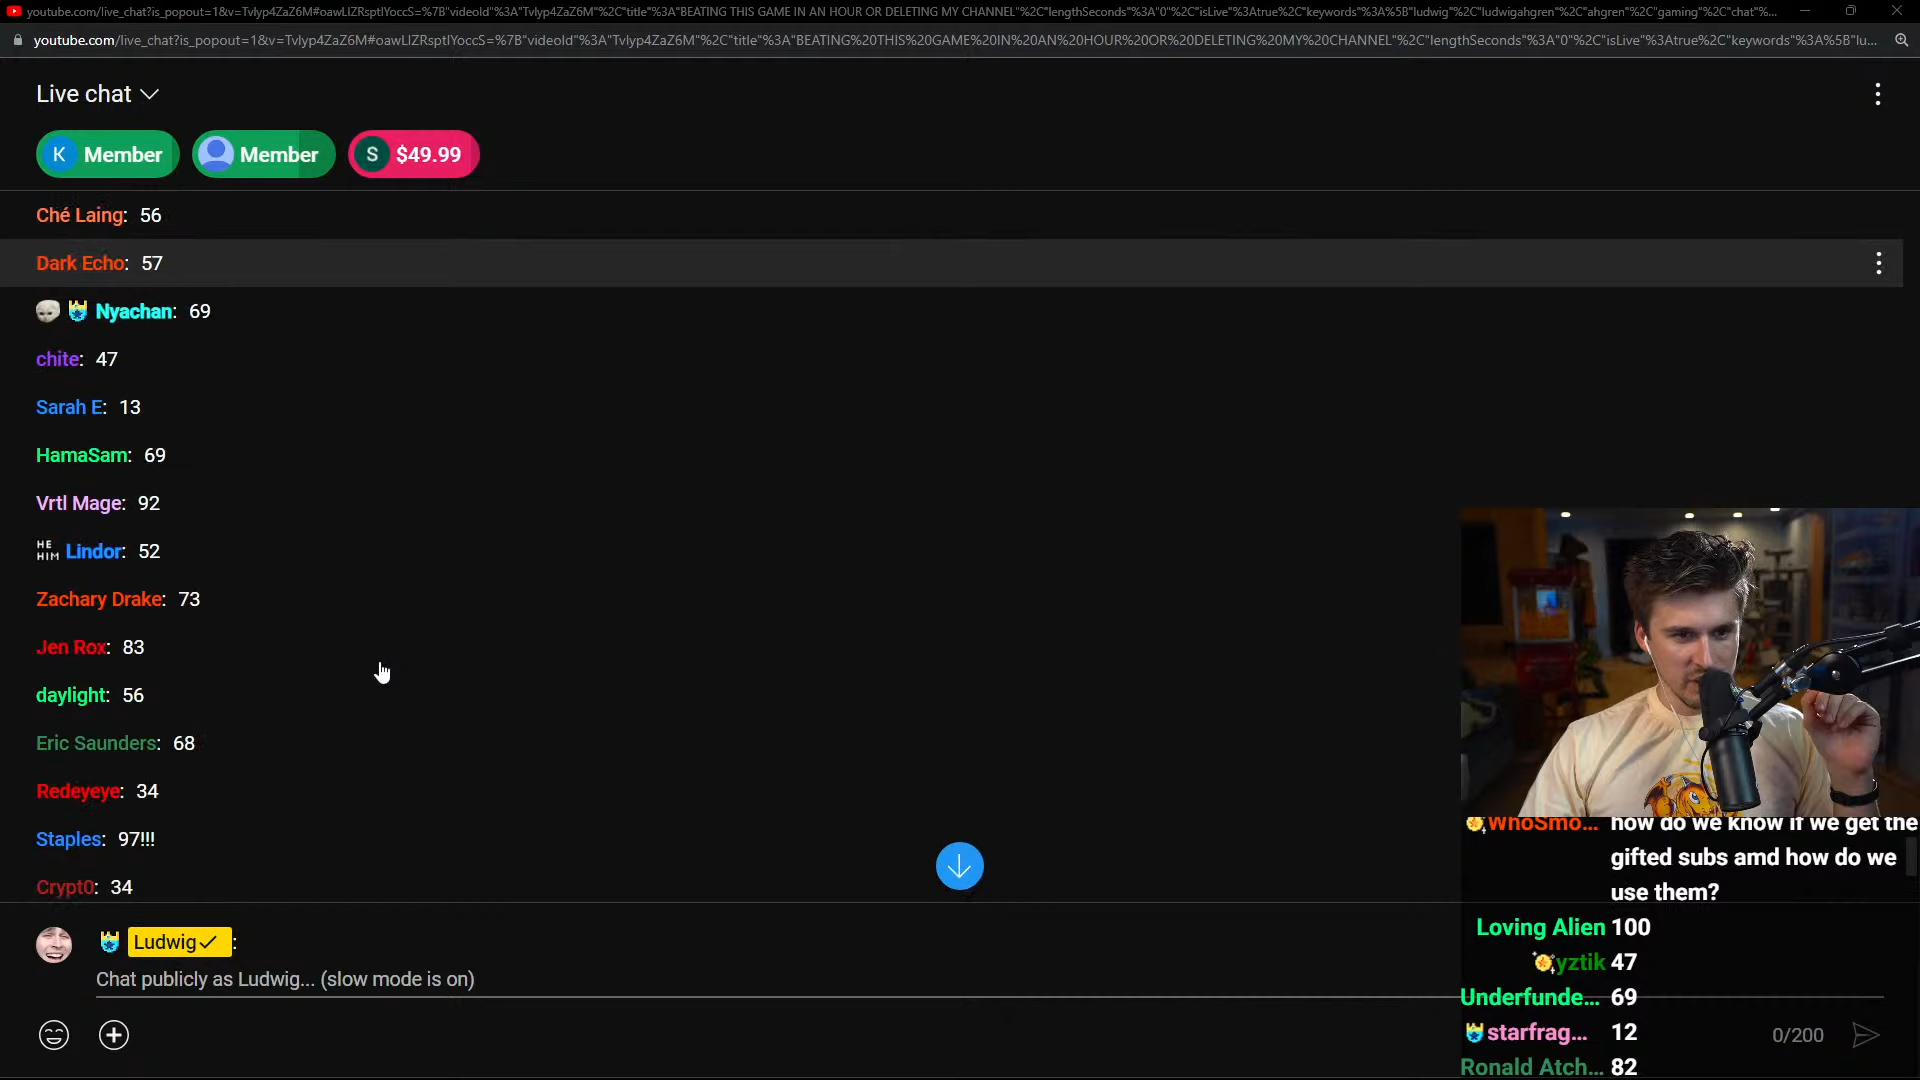 youtube.com/live_chat?is_popout=1&v=Tvlyp4ZaZ6M#oawLIZRsptlYoccS=%7B"videoId"%3A"Tvlyp4ZaZ6M"%2C"title"%3A"BEATING THIS GAME IN AN HOUR OR DELETING MY CHANNEL"%2C"lengthSeconds"%3A"0"%2C"isLive"%3Atrue%2C"keywords"%3A%5B"ludwig"%2C"ludwigahgren"%2C"ahgren"%2C"gaming"%2C"chat"%...
youtube.com/live_chat?is_popout=1&v=Tvlyp4ZaZ6M#oawLIZRsptlYoccS=%7B"videoId"%3A"Tvlyp4ZaZ6M"%2C"title"%3A"BEATING%20THIS%20GAME%20IN%20AN%20HOUR%20OR%20DELETING%20MY%20CHANNEL"%2C"lengthSeconds"%3A"0"%2C"isLive"%3Atrue%2C"keywords"%3A%5B"lu...
Live chat
K Member
Member
S $49.99
Ché Laing: 56
Dark Echo: 57
Nyachan: 69
chite: 47
Sarah E: 13
HamaSam: 69
Vrtl Mage: 92
HE HIM Lindor: 52
Zachary Drake: 73
Jen Rox: 83
daylight: 56
Eric Saunders: 68
Redeyeye: 34
Staples: 97!!!
Crypt0: 34
Ludwig:
Chat publicly as Ludwig... (slow mode is on)
0/200
WhoSmo... how do we know if we get the
gifted subs amd how do we
use them?
Loving Alien 100
yztik 47
Underfunde... 69
starfrag... 12
Ronald Atch... 82